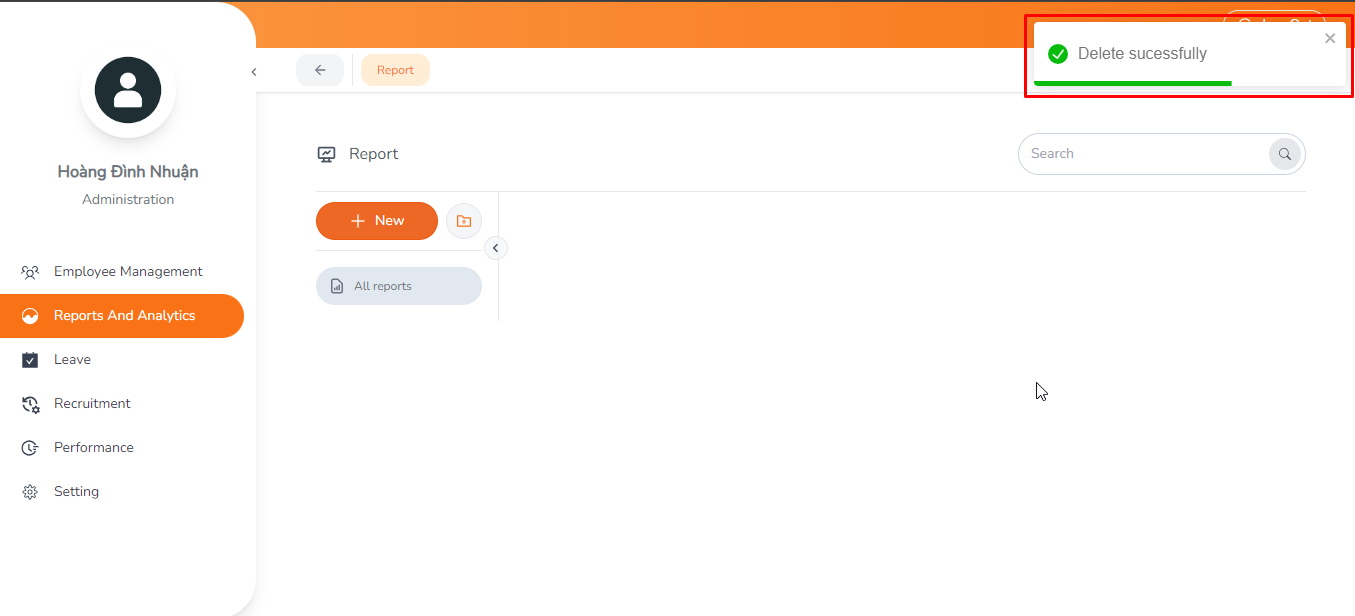 Delete sucessfully
Report
Hoàng Đình Nhuận
Administration
Employee Management
Reports And Analytics
Leave
Recruitment
Performance
Setting
Report
Search
New
All reports